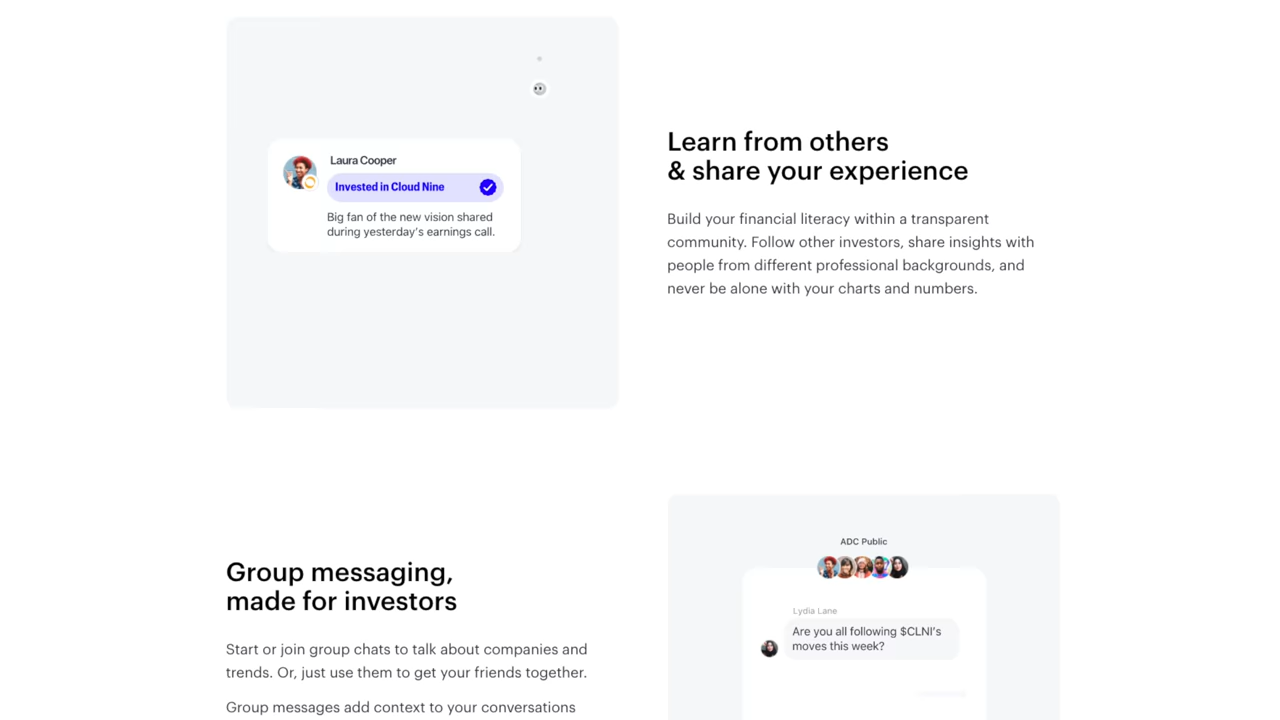 Laura Cooper
Invested in Cloud Nine
Big fan of the new vision shared
during yesterday's earnings call.
Learn from others
& share your experience
Build your financial literacy within a transparent
community. Follow other investors, share insights with
people from different professional backgrounds, and
never be alone with your charts and numbers.
Group messaging,
made for investors
Start or join group chats to talk about companies and
trends. Or, just use them to get your friends together.
Group messages add context to your conversations
ADC Public
Lydia Lane
Are you all following $CLNI's
moves this week?